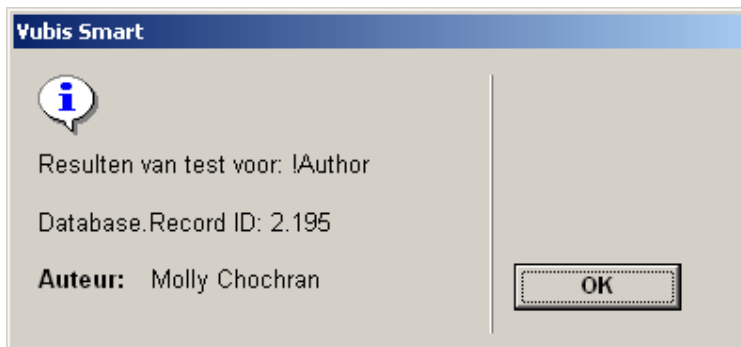 Vubis Smart
Resulten van test voor: !Author
Database.Record ID: 2.195
Auteur: Molly Chochran
OK